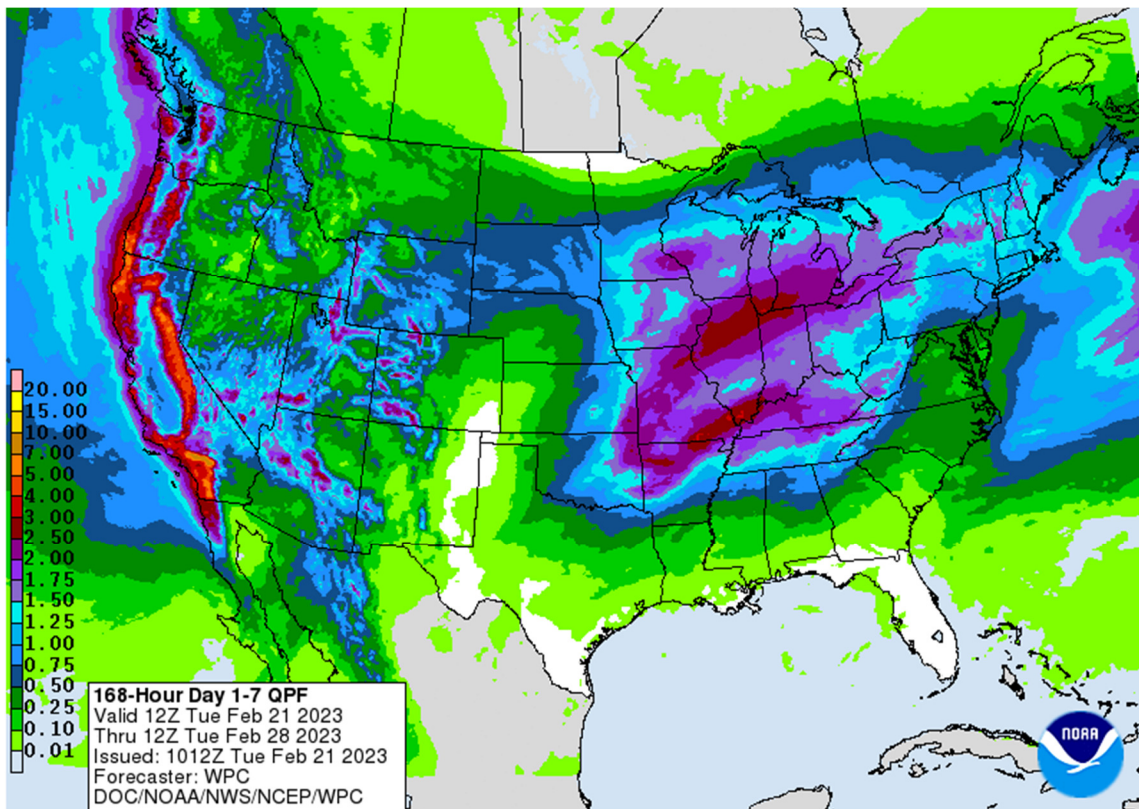 20.00
15.00
10.00
7.00
5.00
4.00
3.00
2.50
2.00
1.75
1.50
1.25
1.00
0.75
0.50
0.25
0.10
0.01
168-Hour Day 1-7 QPF
Valid 12Z Tue Feb 21 2023
Thru 12Z Tue Feb 28 2023
Issued: 1012Z Tue Feb 21 2023
Forecaster: WPC
DOC/NOAA/NWS/NCEP/WPC
NOAA